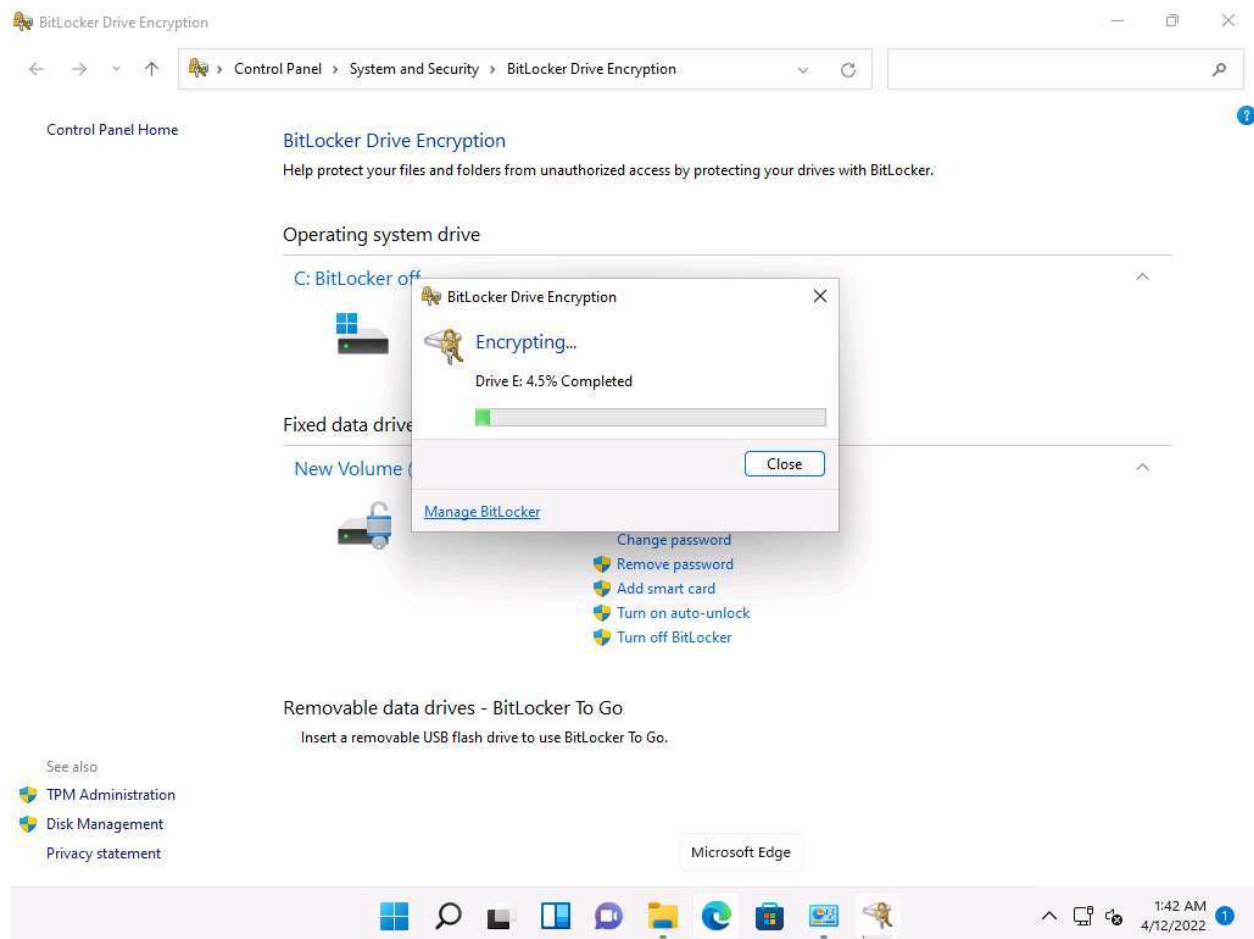 BitLocker Drive Encryption
Control Panel › System and Security › BitLocker Drive Encryption
Control Panel Home
?
BitLocker Drive Encryption
Help protect your files and folders from unauthorized access by protecting your drives with BitLocker.
Operating system drive
C: BitLocker off
BitLocker Drive Encryption
Encrypting...
Drive E: 4.5% Completed
Close
Manage BitLocker
Fixed data drive
New Volume (
Change password
Remove password
Add smart card
Turn on auto-unlock
Turn off BitLocker
Removable data drives - BitLocker To Go
Insert a removable USB flash drive to use BitLocker To Go.
See also
TPM Administration
Disk Management
Privacy statement
Microsoft Edge
1:42 AM
4/12/2022
1